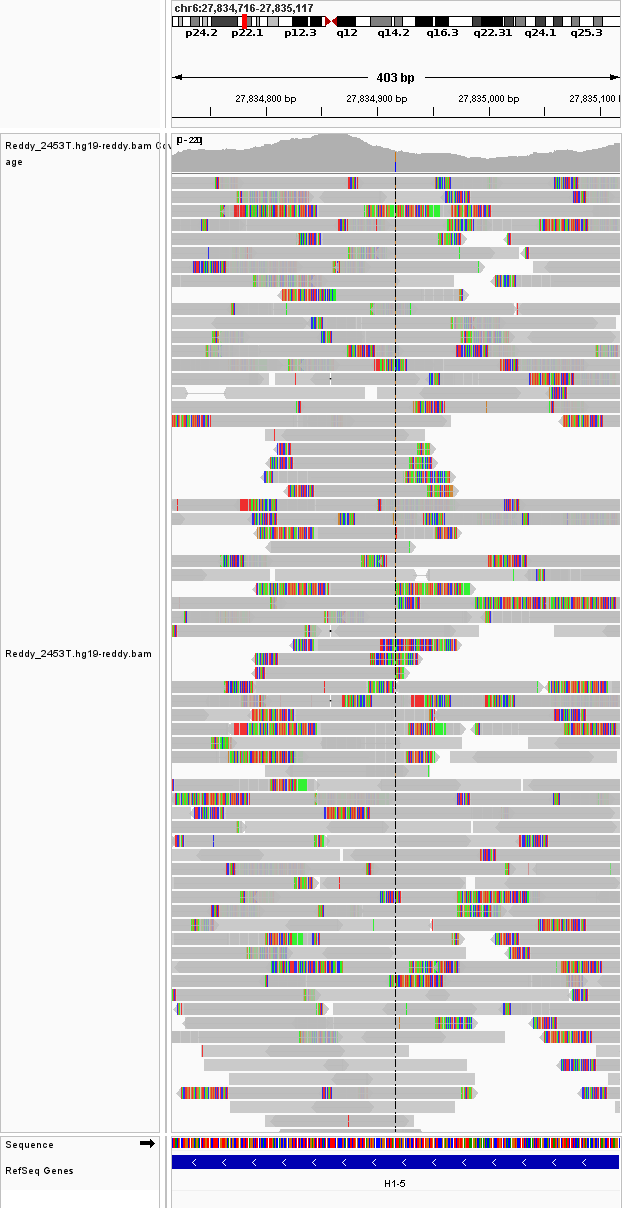 chr6:27,834,716-27,835,117
p24.2 p22.1 p12.3 q12 q14.2 q16.3 q22.31 q24.1 q25.3
403 bp
27,834,800 bp 27,834,900 bp 27,835,000 bp 27,835,100
Reddy_2453T.hg19-reddy.bam Cov
age
[0 - 220]
Reddy_2453T.hg19-reddy.bam
Sequence
RefSeq Genes
H1-5